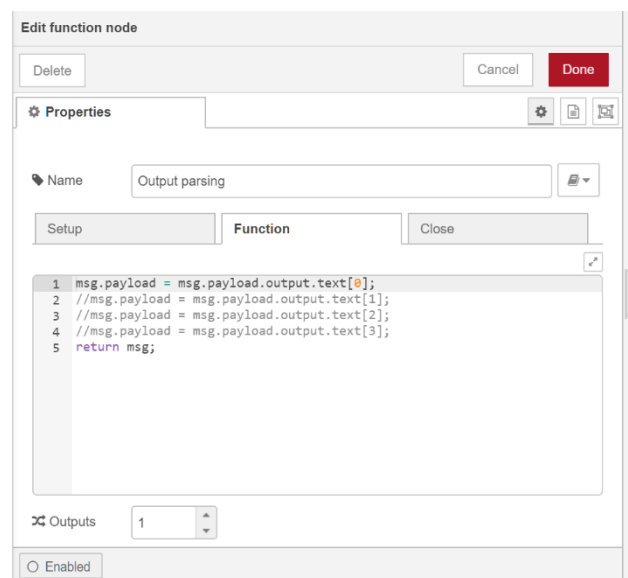 Edit function node
Delete Cancel Done
Properties
Name Output parsing
Setup Function Close
1 msg.payload = msg.payload.output.text[0];
2 //msg.payload = msg.payload.output.text[1];
3 //msg.payload = msg.payload.output.text[2];
4 //msg.payload = msg.payload.output.text[3];
5 return msg;
Outputs 1
Enabled